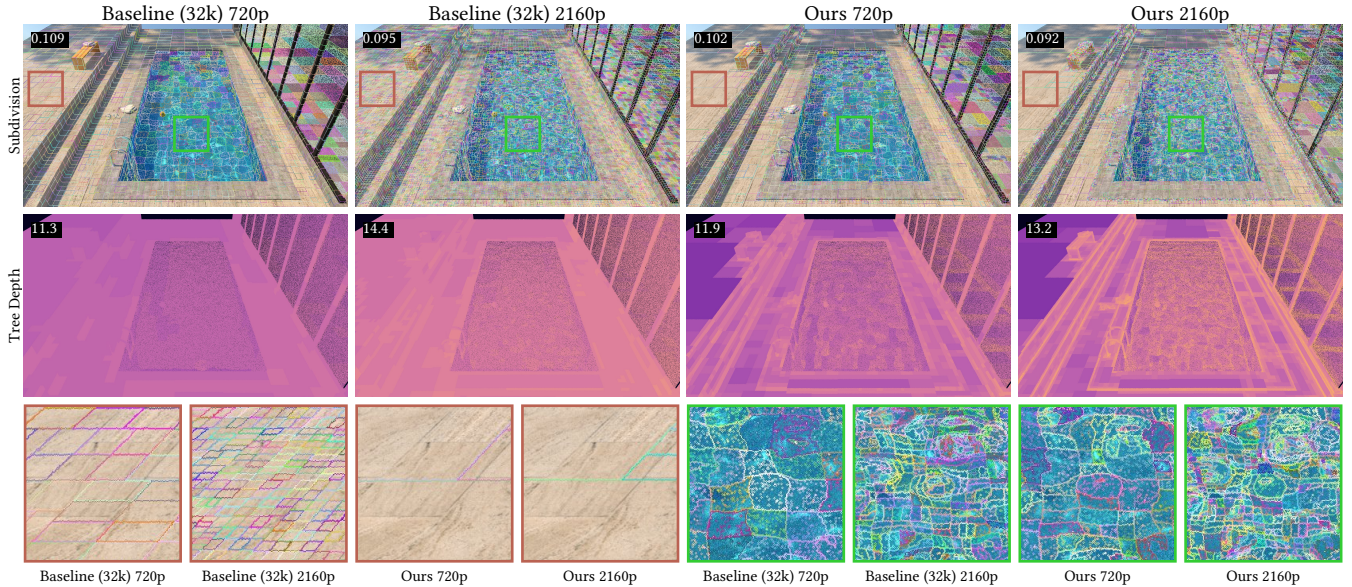 Baseline (32k) 720p
Baseline (32k) 2160p
Ours 720p
Ours 2160p
Subdivision
0.109
0.095
0.102
0.092
Tree Depth
11.3
14.4
11.9
13.2
Baseline (32k) 720p
Baseline (32k) 2160p
Ours 720p
Ours 2160p
Baseline (32k) 720p
Baseline (32k) 2160p
Ours 720p
Ours 2160p